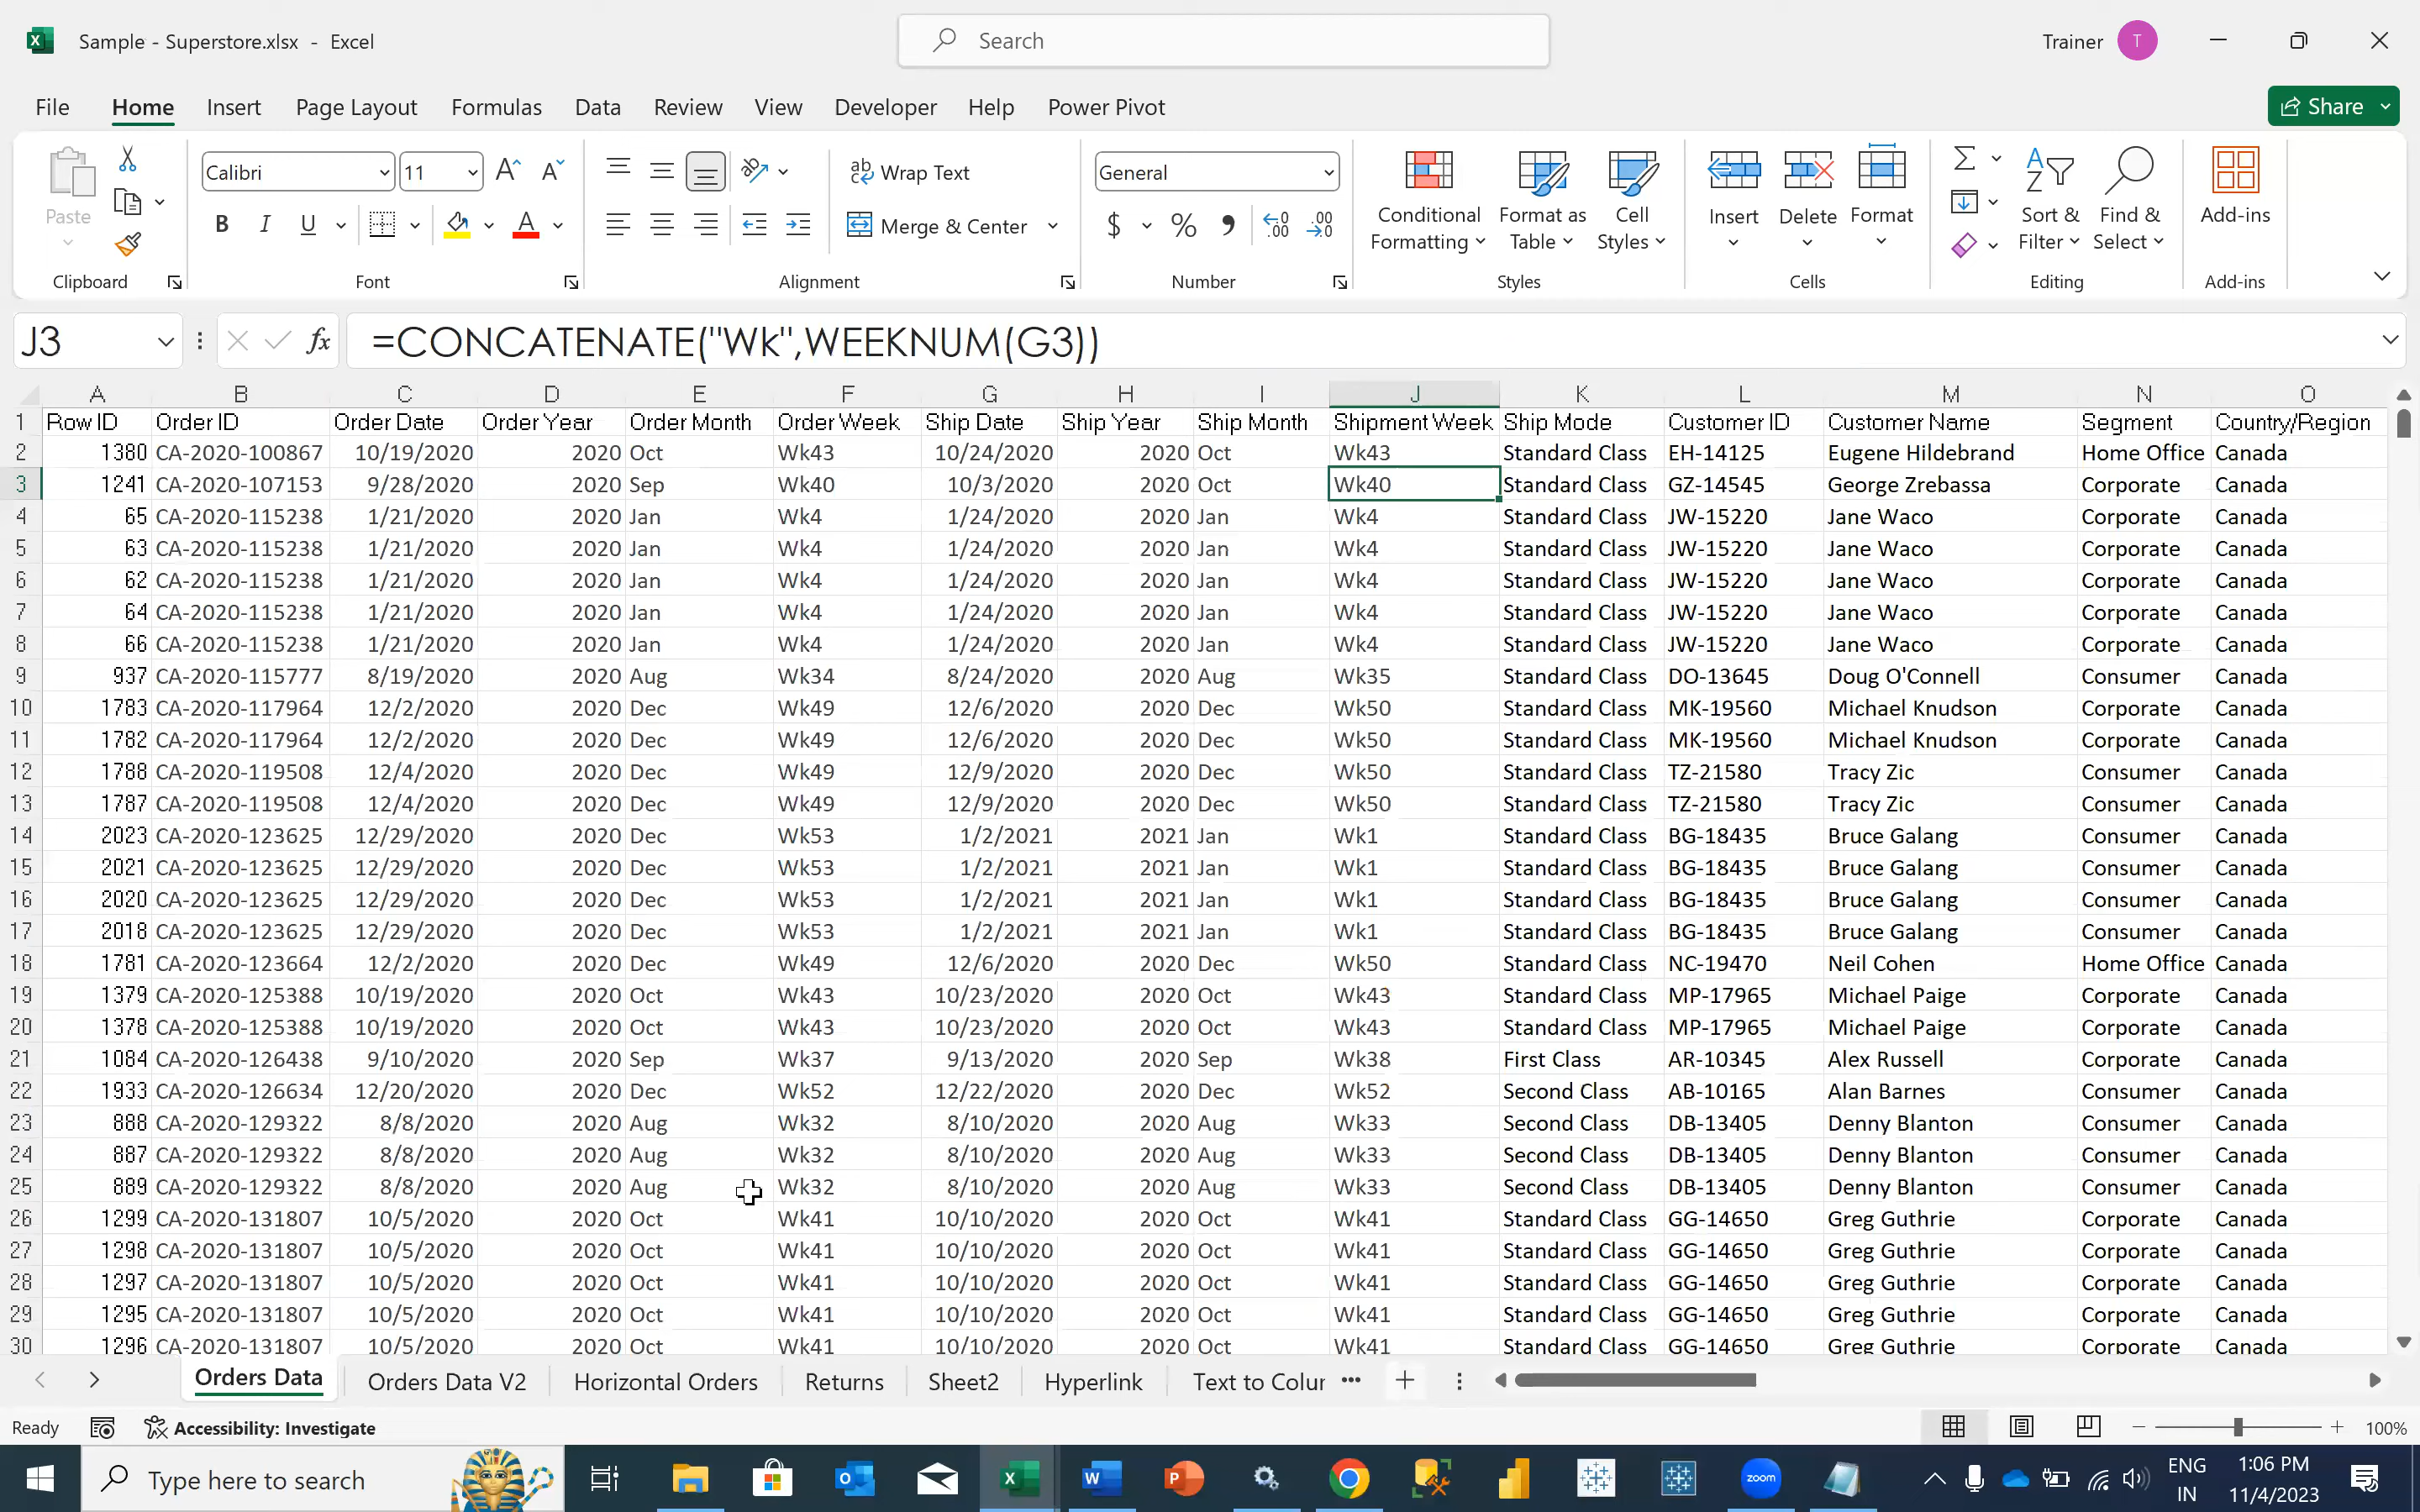 Sample - Superstore.xlsx - Excel
Search
Trainer T
File Home Insert Page Layout Formulas Data Review View Developer Help Power Pivot
Share
Paste
Clipboard
Calibri 11
B I U
Font
Wrap Text
Merge & Center
Alignment
General
$ %
Number
Conditional Formatting
Format as Table
Cell Styles
Styles
Insert Delete Format
Cells
Sort & Filter
Find & Select
Editing
Add-ins
Add-ins
J3 fx =CONCATENATE("Wk",WEEKNUM(G3))
A B C D E F G H I J K L M N O
1 Row ID Order ID Order Date Order Year Order Month Order Week Ship Date Ship Year Ship Month Shipment Week Ship Mode Customer ID Customer Name Segment Country/Region
2 1380 CA-2020-100867 10/19/2020 2020 Oct Wk43 10/24/2020 2020 Oct Wk43 Standard Class EH-14125 Eugene Hildebrand Home Office Canada
3 1241 CA-2020-107153 9/28/2020 2020 Sep Wk40 10/3/2020 2020 Oct Wk40 Standard Class GZ-14545 George Zrebassa Corporate Canada
4 65 CA-2020-115238 1/21/2020 2020 Jan Wk4 1/24/2020 2020 Jan Wk4 Standard Class JW-15220 Jane Waco Corporate Canada
5 63 CA-2020-115238 1/21/2020 2020 Jan Wk4 1/24/2020 2020 Jan Wk4 Standard Class JW-15220 Jane Waco Corporate Canada
6 62 CA-2020-115238 1/21/2020 2020 Jan Wk4 1/24/2020 2020 Jan Wk4 Standard Class JW-15220 Jane Waco Corporate Canada
7 64 CA-2020-115238 1/21/2020 2020 Jan Wk4 1/24/2020 2020 Jan Wk4 Standard Class JW-15220 Jane Waco Corporate Canada
8 66 CA-2020-115238 1/21/2020 2020 Jan Wk4 1/24/2020 2020 Jan Wk4 Standard Class JW-15220 Jane Waco Corporate Canada
9 937 CA-2020-115777 8/19/2020 2020 Aug Wk34 8/24/2020 2020 Aug Wk35 Standard Class DO-13645 Doug O'Connell Consumer Canada
10 1783 CA-2020-117964 12/2/2020 2020 Dec Wk49 12/6/2020 2020 Dec Wk50 Standard Class MK-19560 Michael Knudson Corporate Canada
11 1782 CA-2020-117964 12/2/2020 2020 Dec Wk49 12/6/2020 2020 Dec Wk50 Standard Class MK-19560 Michael Knudson Corporate Canada
12 1788 CA-2020-119508 12/4/2020 2020 Dec Wk49 12/9/2020 2020 Dec Wk50 Standard Class TZ-21580 Tracy Zic Consumer Canada
13 1787 CA-2020-119508 12/4/2020 2020 Dec Wk49 12/9/2020 2020 Dec Wk50 Standard Class TZ-21580 Tracy Zic Consumer Canada
14 2023 CA-2020-123625 12/29/2020 2020 Dec Wk53 1/2/2021 2021 Jan Wk1 Standard Class BG-18435 Bruce Galang Consumer Canada
15 2021 CA-2020-123625 12/29/2020 2020 Dec Wk53 1/2/2021 2021 Jan Wk1 Standard Class BG-18435 Bruce Galang Consumer Canada
16 2020 CA-2020-123625 12/29/2020 2020 Dec Wk53 1/2/2021 2021 Jan Wk1 Standard Class BG-18435 Bruce Galang Consumer Canada
17 2018 CA-2020-123625 12/29/2020 2020 Dec Wk53 1/2/2021 2021 Jan Wk1 Standard Class BG-18435 Bruce Galang Consumer Canada
18 1781 CA-2020-123664 12/2/2020 2020 Dec Wk49 12/6/2020 2020 Dec Wk50 Standard Class NC-19470 Neil Cohen Home Office Canada
19 1379 CA-2020-125388 10/19/2020 2020 Oct Wk43 10/23/2020 2020 Oct Wk43 Standard Class MP-17965 Michael Paige Corporate Canada
20 1378 CA-2020-125388 10/19/2020 2020 Oct Wk43 10/23/2020 2020 Oct Wk43 Standard Class MP-17965 Michael Paige Corporate Canada
21 1084 CA-2020-126438 9/10/2020 2020 Sep Wk37 9/13/2020 2020 Sep Wk38 First Class AR-10345 Alex Russell Corporate Canada
22 1933 CA-2020-126634 12/20/2020 2020 Dec Wk52 12/22/2020 2020 Dec Wk52 Second Class AB-10165 Alan Barnes Consumer Canada
23 888 CA-2020-129322 8/8/2020 2020 Aug Wk32 8/10/2020 2020 Aug Wk33 Second Class DB-13405 Denny Blanton Consumer Canada
24 887 CA-2020-129322 8/8/2020 2020 Aug Wk32 8/10/2020 2020 Aug Wk33 Second Class DB-13405 Denny Blanton Consumer Canada
25 889 CA-2020-129322 8/8/2020 2020 Aug Wk32 8/10/2020 2020 Aug Wk33 Second Class DB-13405 Denny Blanton Consumer Canada
26 1299 CA-2020-131807 10/5/2020 2020 Oct Wk41 10/10/2020 2020 Oct Wk41 Standard Class GG-14650 Greg Guthrie Corporate Canada
27 1298 CA-2020-131807 10/5/2020 2020 Oct Wk41 10/10/2020 2020 Oct Wk41 Standard Class GG-14650 Greg Guthrie Corporate Canada
28 1297 CA-2020-131807 10/5/2020 2020 Oct Wk41 10/10/2020 2020 Oct Wk41 Standard Class GG-14650 Greg Guthrie Corporate Canada
29 1295 CA-2020-131807 10/5/2020 2020 Oct Wk41 10/10/2020 2020 Oct Wk41 Standard Class GG-14650 Greg Guthrie Corporate Canada
30 1296 CA-2020-131807 10/5/2020 2020 Oct Wk41 10/10/2020 2020 Oct Wk41 Standard Class GG-14650 Greg Guthrie Corporate Canada
Orders Data Orders Data V2 Horizontal Orders Returns Sheet2 Hyperlink Text to Colur ...
Ready Accessibility: Investigate 100%
Type here to search
zoom
ENG 1:06 PM
IN 11/4/2023